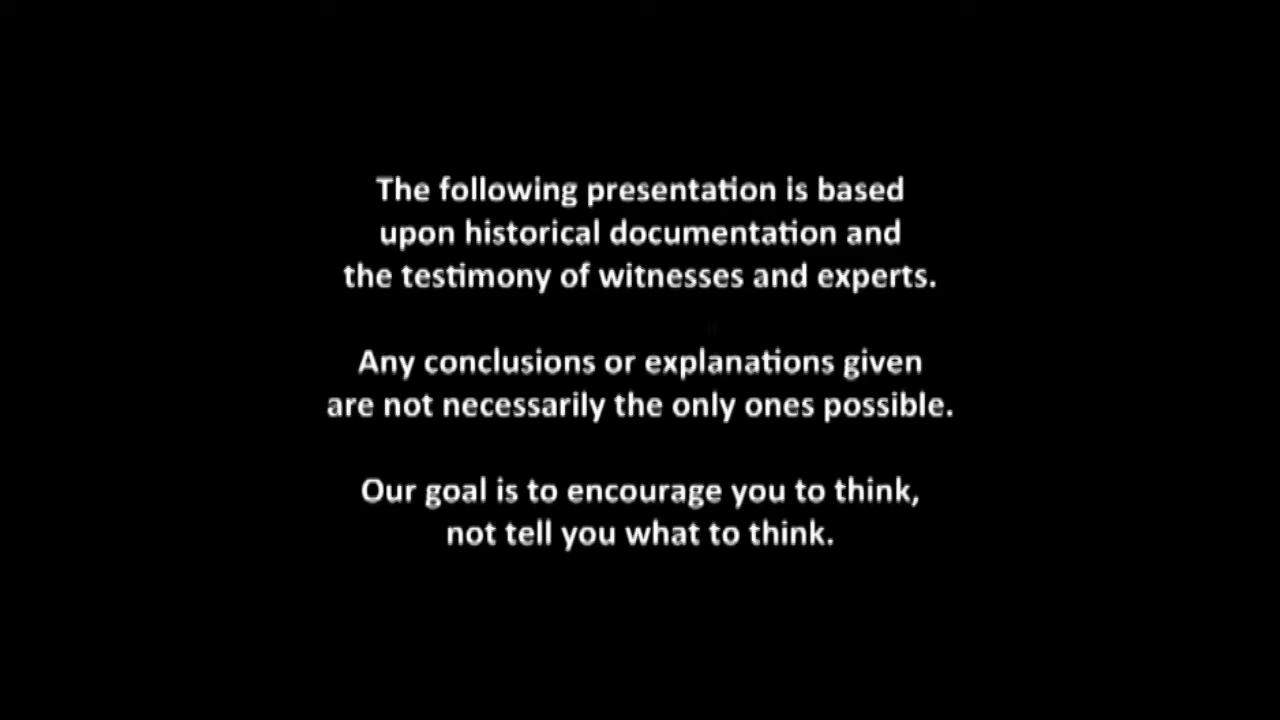 The following presentation is based
upon historical documentation and
the testimony of witnesses and experts.
Any conclusions or explanations given
are not necessarily the only ones possible.
Our goal is to encourage you to think,
not tell you what to think.